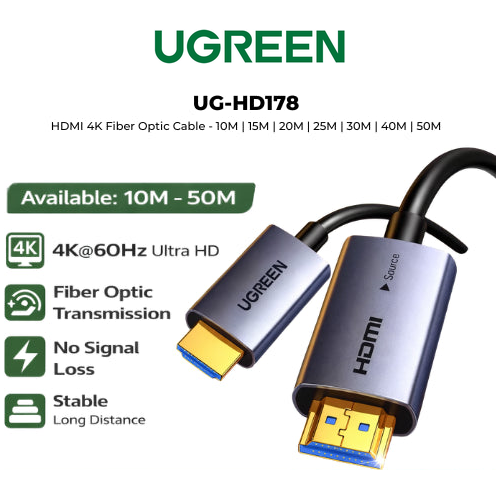 UGREEN
UG-HD178
HDMI 4K Fiber Optic Cable - 10M | 15M | 20M | 25M | 30M | 40M | 50M
Available: 10M - 50M
4K
4K@60Hz Ultra HD
Fiber Optic
Transmission
No Signal
Loss
Stable
Long Distance
UGREEN
Source
HDMI